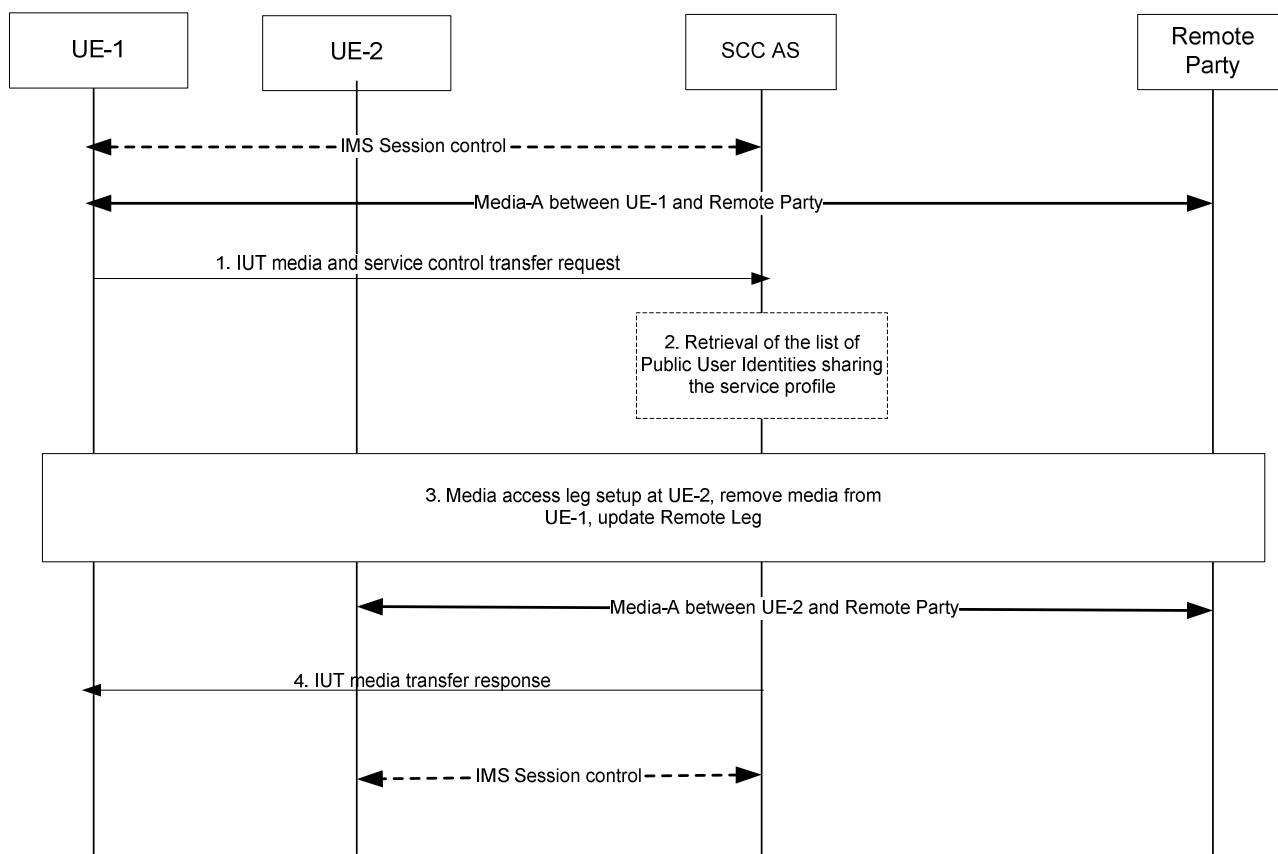 UE-1
UE-2
SCC AS
Remote
Party
IMS Session control
Media-A between UE-1 and Remote Party
1. IUT media and service control transfer request
2. Retrieval of the list of
Public User Identities sharing
the service profile
3. Media access leg setup at UE-2, remove media from
UE-1, update Remote Leg
Media-A between UE-2 and Remote Party
4. IUT media transfer response
IMS Session control